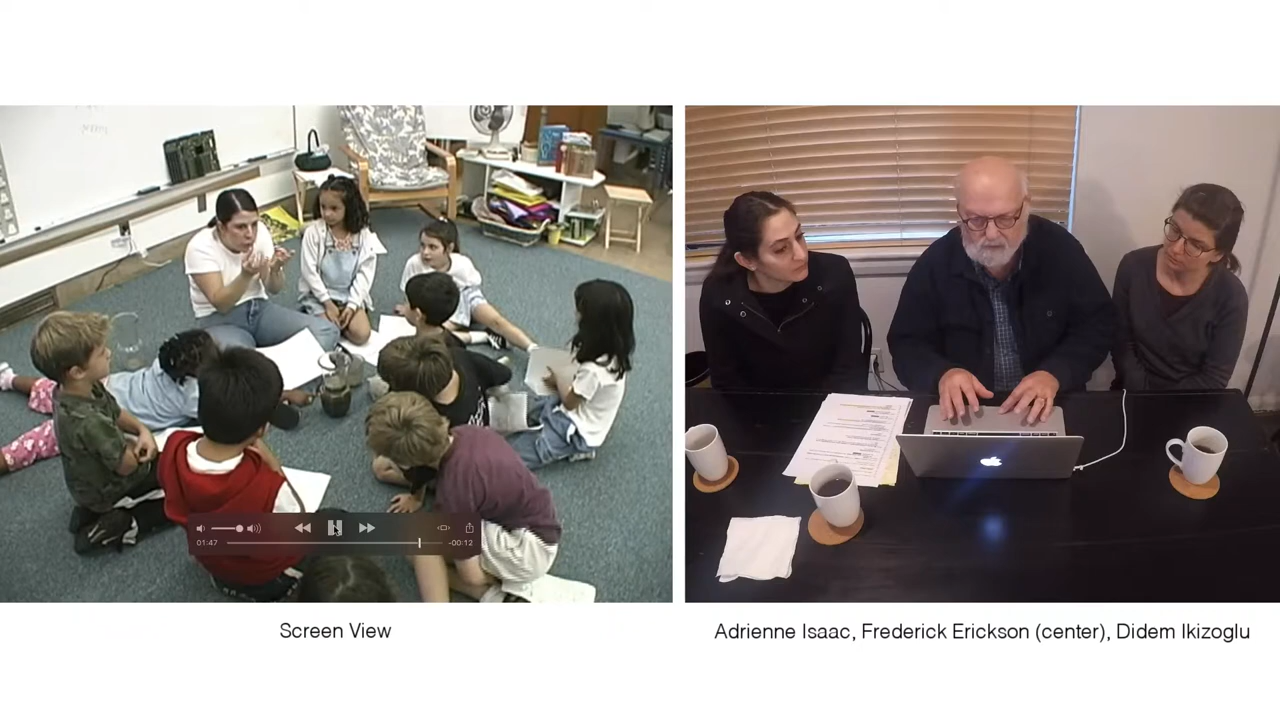 01:47
-00:12
Screen View
Adrienne Isaac, Frederick Erickson (center), Didem Ikizoglu